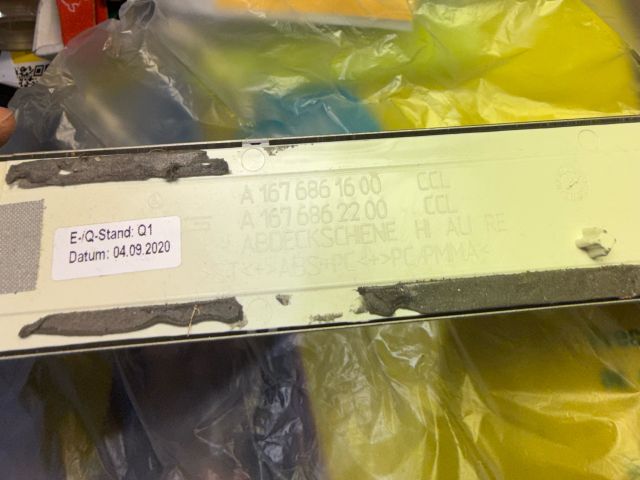 A 167 686 16 00 CCL
A 167 686 22 00 CCL
ABDECKSCHIENE HI AU RE
>ABS+PC<+>PC/PMMA<
E-/Q-Stand: Q1
Datum: 04.09.2020